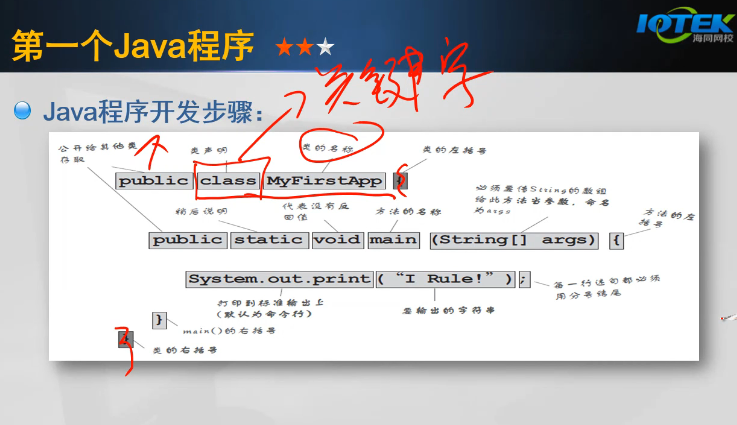 第一个Java程序
IOTEK
海同网校
关键字
Java程序开发步骤：
公开给其他类
存取
类声明
类的名称
类的左括号
public class MyFirstApp {
稍后说明
代表没有返
回值
方法的名称
必须要传String的数组
给此方法当参数，命名
为args
方法的左
括号
public static void main (String[] args) {
System.out.print (“I Rule!”) ;
打印到标准输出上
(默认为命令行)
要输出的字符串
每一行语句都必须
用分号结尾
}
main()的右括号
}
类的右括号